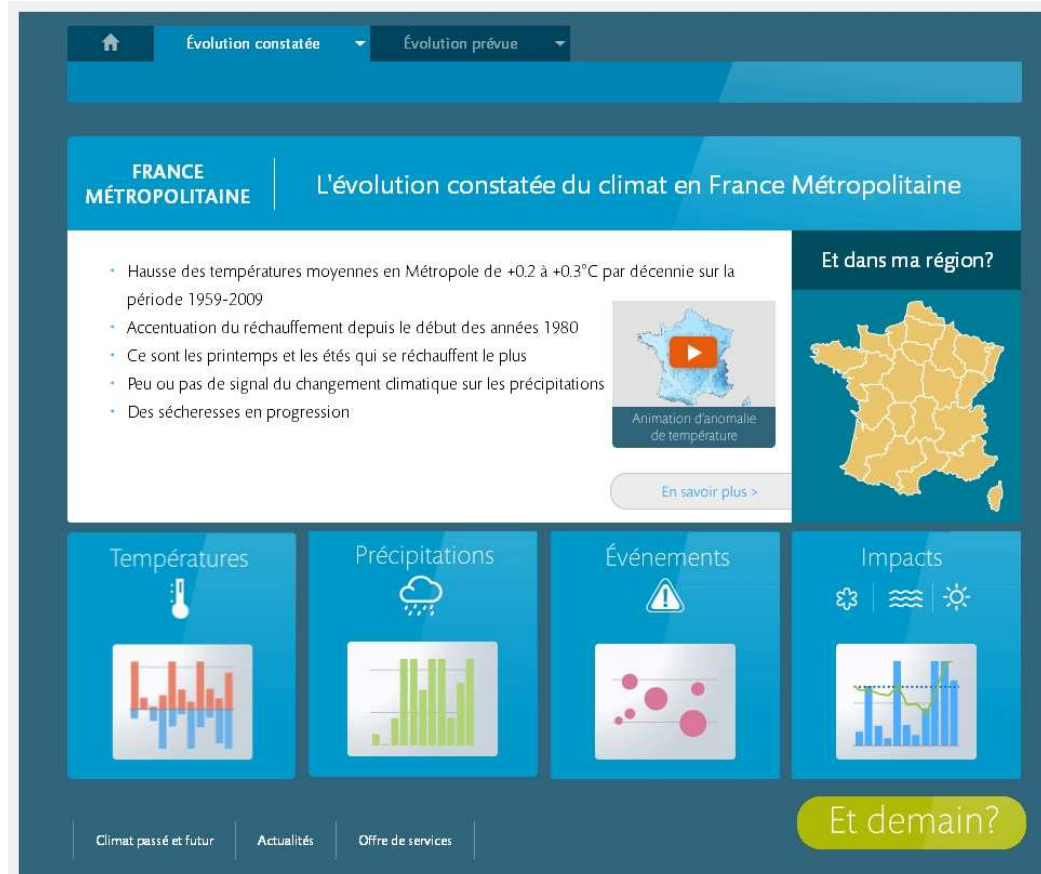 Évolution constatée
Évolution prévue
FRANCE
MÉTROPOLITAINE
L'évolution constatée du climat en France Métropolitaine
• Hausse des températures moyennes en Métropole de +0.2 à +0.3°C par décennie sur la
période 1959-2009
• Accentuation du réchauffement depuis le début des années 1980
• Ce sont les printemps et les étés qui se réchauffent le plus
• Peu ou pas de signal du changement climatique sur les précipitations
• Des sécheresses en progression
Animation d'anomalie
de température
En savoir plus >
Et dans ma région?
Températures
Précipitations
Événements
Impacts
Et demain?
Climat passé et futur
Actualités
Offre de services